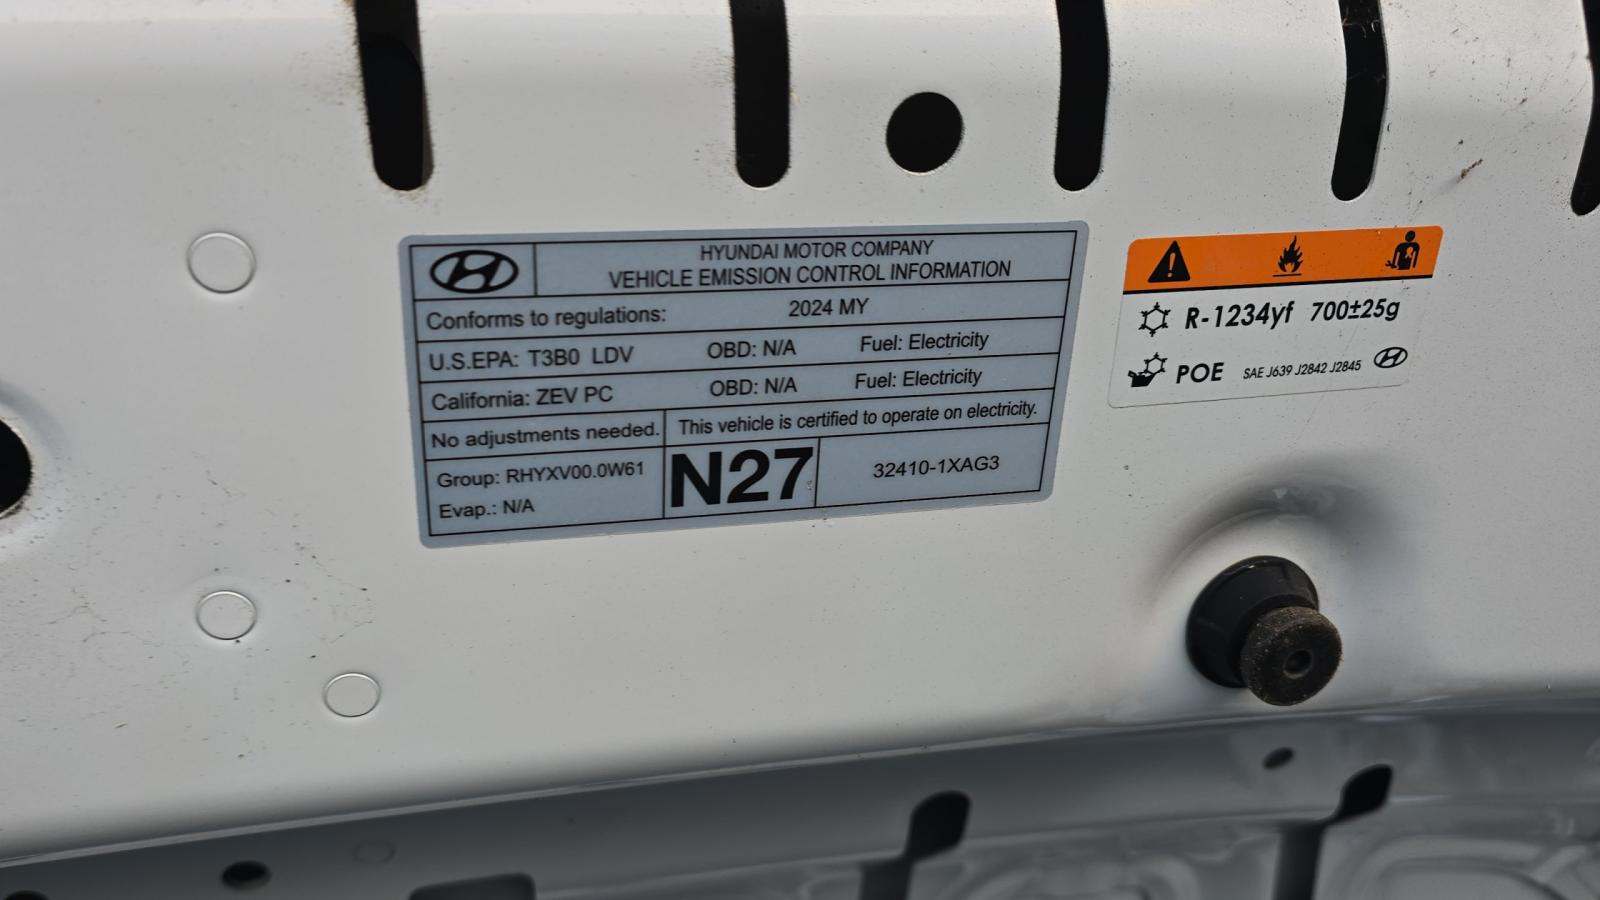 HYUNDAI MOTOR COMPANY
VEHICLE EMISSION CONTROL INFORMATION
Conforms to regulations: 2024 MY
U.S.EPA: T3B0 LDV OBD: N/A Fuel: Electricity
California: ZEV PC OBD: N/A Fuel: Electricity
No adjustments needed. This vehicle is certified to operate on electricity.
Group: RHYXV00.0W61
Evap.: N/A
N27
32410-1XAG3
R-1234yf 700±25g
POE SAE J639 J2842 J2845